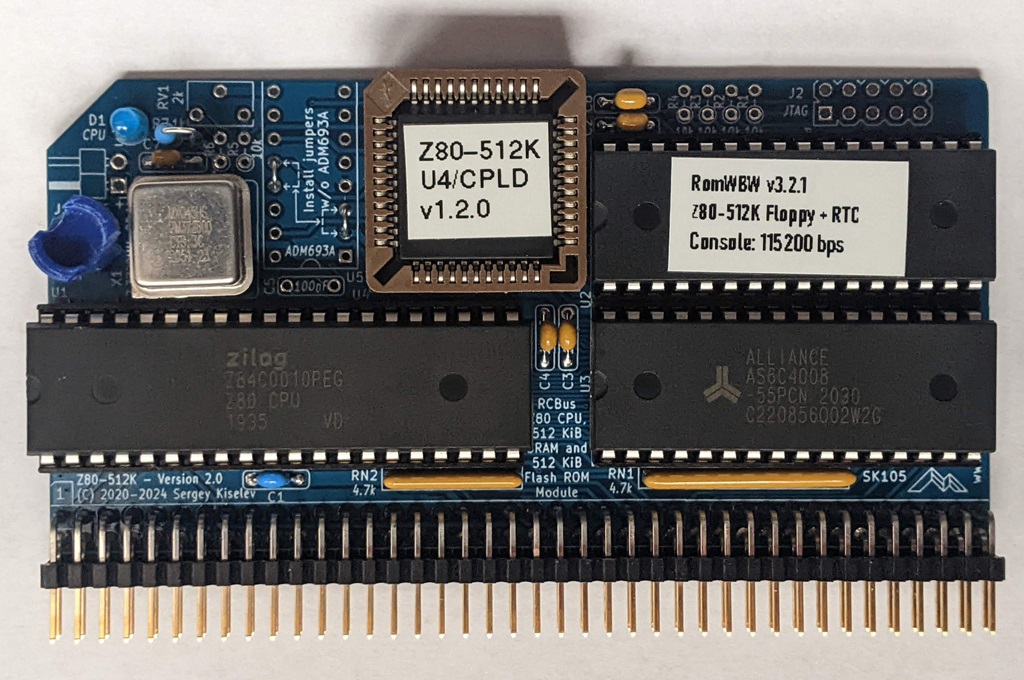 D1
CPU
RV1
2k
Install jumpers
w/o ADM693A
ADM693A
U5
U4
100nF
X1
U1
Z80-512K
U4/CPLD
v1.2.0
J2
JTAG
10k 10k 10k
RomWBW v3.2.1
Z80-512K Floppy + RTC
Console: 115200 bps
U2
U3
C4
C3
zilog
Z84C0010PEG
Z80 CPU
1935 VD
ALLIANCE
AS6C4008
-55PCN 2030
C220856002W2G
RCBus
Z80 CPU,
512 KiB
RAM and
512 KiB
Flash ROM
Module
Z80-512K - Version 2.0
(C) 2020-2024 Sergey Kiselev
1
C1
RN2
4.7k
RN1
4.7k
SK105